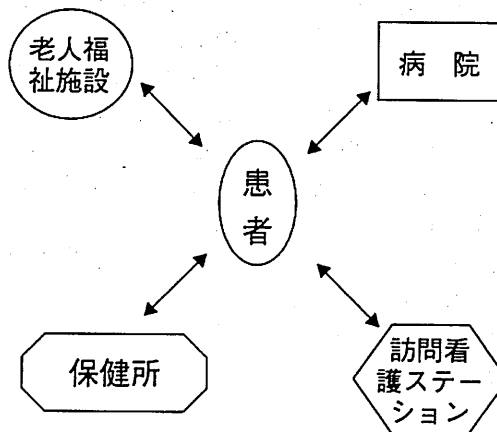 老人福
祉施設
病 院
患
者
保健所
訪問看
護ステー
ション